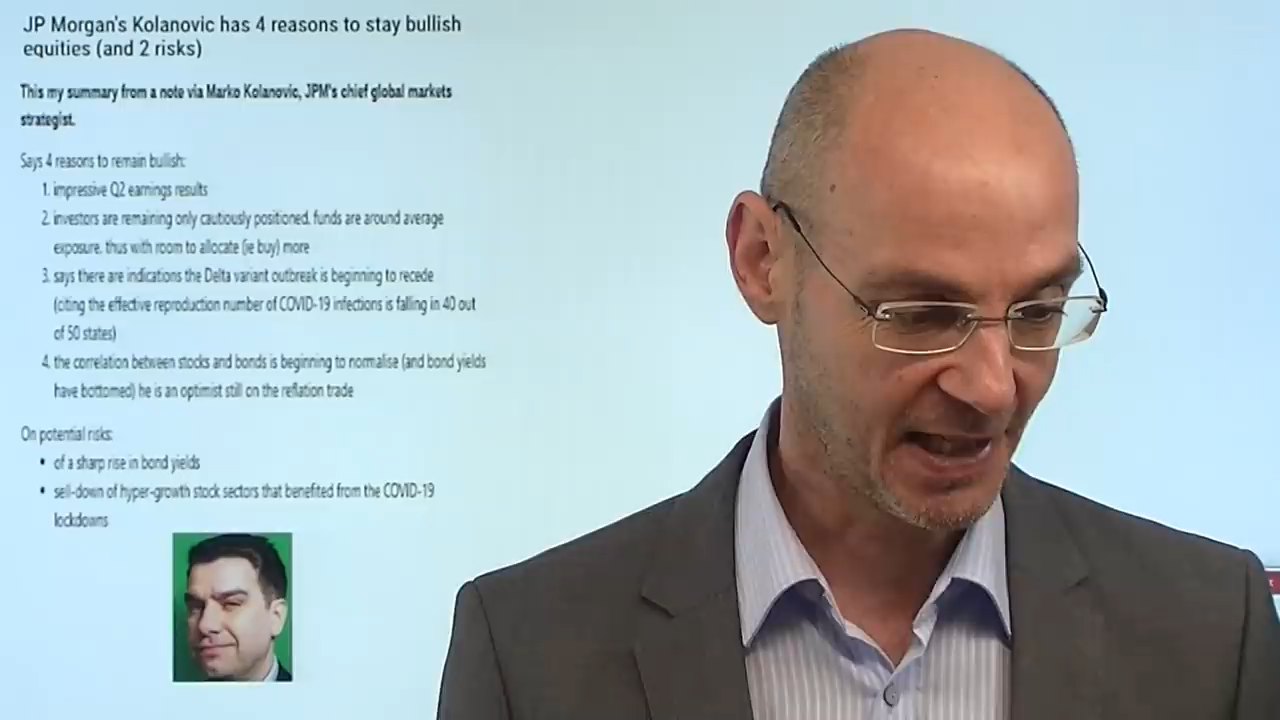 JP Morgan's Kolanovic has 4 reasons to stay bullish
equities (and 2 risks)
This my summary from a note via Marko Kolanovic, JPM's chief global markets
strategist.
Says 4 reasons to remain bullish:
1. impressive Q2 earnings results
2. investors are remaining only cautiously positioned, funds are around average
exposure, thus with room to allocate (ie buy) more
3. says there are indications the Delta variant outbreak is beginning to recede
(citing the effective reproduction number of COVID-19 infections is falling in 40 out
of 50 states)
4. the correlation between stocks and bonds is beginning to normalise (and bond yields
have bottomed) he is an optimist still on the reflation trade
On potential risks:
• of a sharp rise in bond yields
• sell-down of hyper-growth stock sectors that benefited from the COVID-19
lockdowns